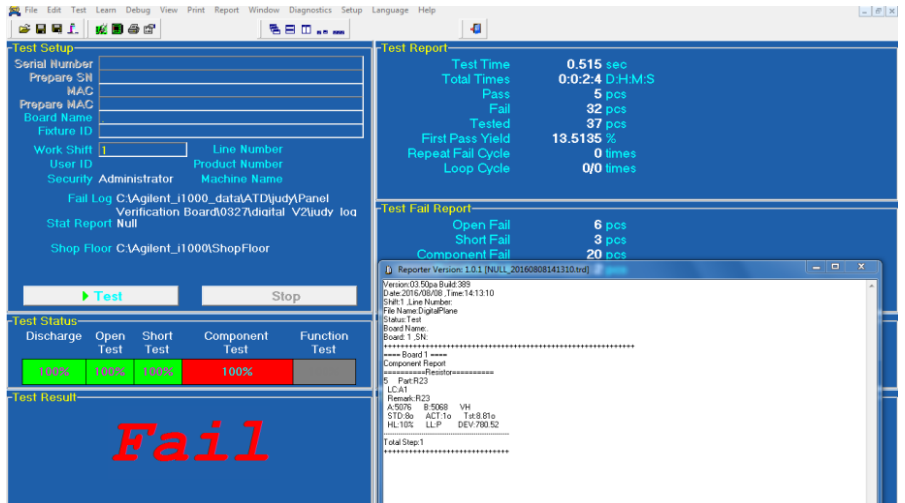 File Edit Test Learn Debug View Print Report Window Diagnostics Setup Language Help
Test Setup
Serial Number
Prepare SN
MAC
Prepare MAC
Board Name .
Fixture ID
Work Shift 1 Line Number
User ID Product Number
Security Administrator Machine Name
Fail Log C:\Agilent_i1000_data\ATD\judy\Panel
Verification Board\0327\digital_V2\judy_log
Stat Report Null
Shop Floor C:\Agilent_i1000\ShopFloor
Test Stop
Test Status
Discharge Open Test Short Test Component Test Function Test
100% 100% 100% 100%
Test Result
Fail
Test Report
Test Time 0.515 sec
Total Times 0:0:2:4 D:H:M:S
Pass 5 pcs
Fail 32 pcs
Tested 37 pcs
First Pass Yield 13.5135 %
Repeat Fail Cycle 0 times
Loop Cycle 0/0 times
Test Fail Report
Open Fail 6 pcs
Short Fail 3 pcs
Component Fail 20 pcs
Reporter Version: 1.0.1 [NULL_20160808141310.trd]
Version:03.50pa Build:389
Date:2016/08/08 ,Time:14:13:10
Shift:1 ,Line Number:
File Name:DigitalPlane
Status:Test
Board Name:.
Board: 1 ,SN:
++++++++++++++++++++++++++++++++++++++++++++++++++++++++++++
==== Board 1 ====
Component Report
==========Resistor==========
5 Part:R23
LC:A1
Remark:R23
A:5076 B:5068 VH
STD:8o ACT:1o Tst:8.81o
HL:10% LL:P DEV:780.52
------------------------------------------------------------
Total Step:1
++++++++++++++++++++++++++++++